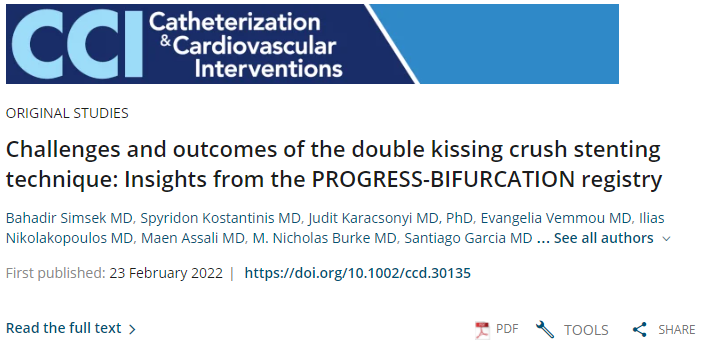 CCI Catheterization
& Cardiovascular
Interventions
ORIGINAL STUDIES
Challenges and outcomes of the double kissing crush stenting
technique: Insights from the PROGRESS-BIFURCATION registry
Bahadir Simsek MD, Spyridon Kostantinis MD, Judit Karacsonyi MD, PhD, Evangelia Vemmou MD, Ilias
Nikolakopoulos MD, Maen Assali MD, M. Nicholas Burke MD, Santiago Garcia MD ... See all authors
First published: 23 February 2022 | https://doi.org/10.1002/ccd.30135
Read the full text PDF TOOLS SHARE